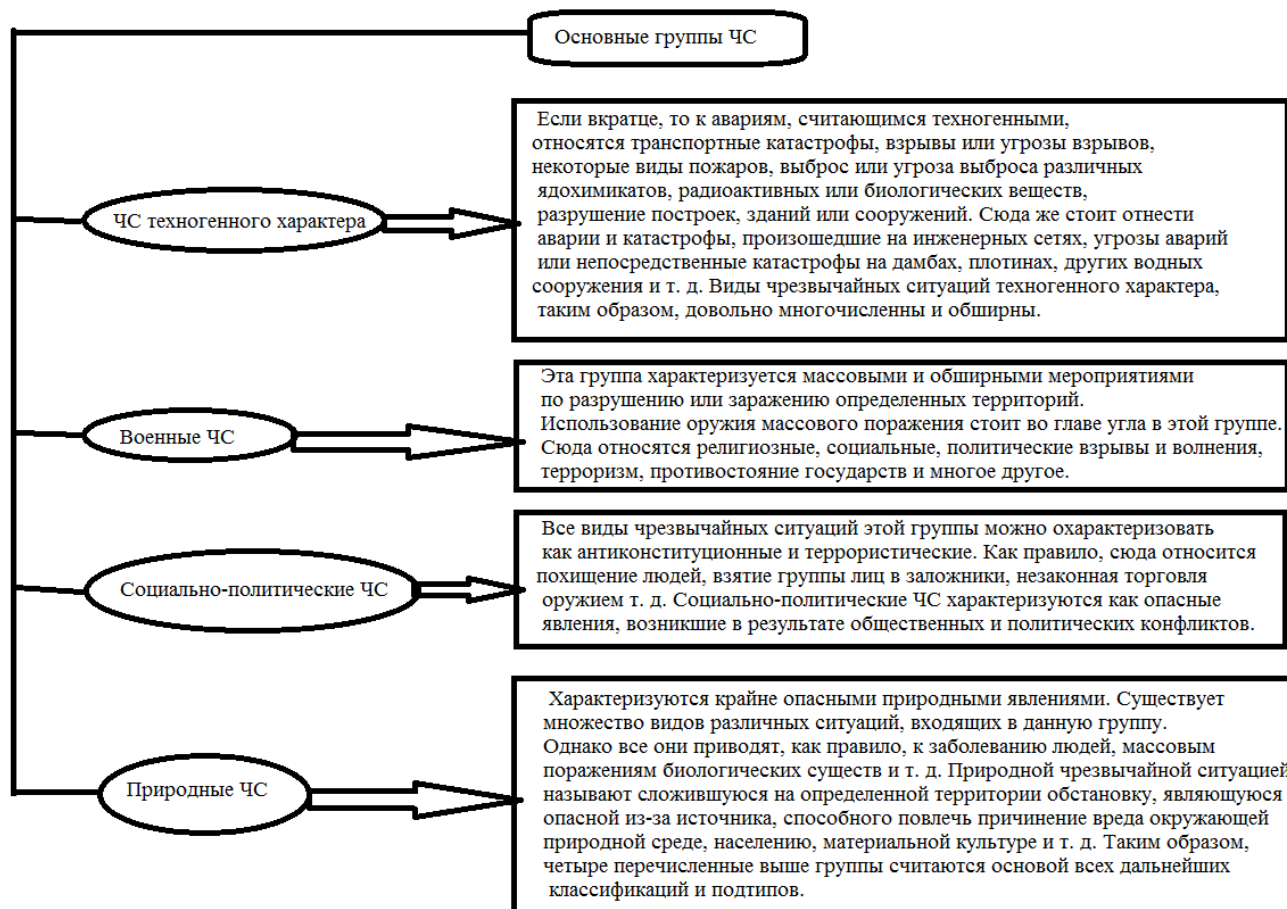 Основные группы ЧС
ЧС техногенного характера
Если вкратце, то к авариям, считающимся техногенными,
относятся транспортные катастрофы, взрывы или угрозы взрывов,
некоторые виды пожаров, выброс или угроза выброса различных
ядохимикатов, радиоактивных или биологических веществ,
разрушение построек, зданий или сооружений. Сюда же стоит отнести
аварии и катастрофы, произошедшие на инженерных сетях, угрозы аварий
или непосредственные катастрофы на дамбах, плотинах, других водных
сооружения и т. д. Виды чрезвычайных ситуаций техногенного характера,
таким образом, довольно многочисленны и обширны.
Военные ЧС
Эта группа характеризуется массовыми и обширными мероприятиями
по разрушению или заражению определенных территорий.
Использование оружия массового поражения стоит во главе угла в этой группе.
Сюда относятся религиозные, социальные, политические взрывы и волнения,
терроризм, противостояние государств и многое другое.
Социально-политические ЧС
Все виды чрезвычайных ситуаций этой группы можно охарактеризовать
как антиконституционные и террористические. Как правило, сюда относится
похищение людей, взятие группы лиц в заложники, незаконная торговля
оружием т. д. Социально-политические ЧС характеризуются как опасные
явления, возникшие в результате общественных и политических конфликтов.
Природные ЧС
Характеризуются крайне опасными природными явлениями. Существует
множество видов различных ситуаций, входящих в данную группу.
Однако все они приводят, как правило, к заболеванию людей, массовым
поражениям биологических существ и т. д. Природной чрезвычайной ситуацией
называют сложившуюся на определенной территории обстановку, являющуюся
опасной из-за источника, способного повлечь причинение вреда окружающей
природной среде, населению, материальной культуре и т. д. Таким образом,
четыре перечисленные выше группы считаются основой всех дальнейших
классификаций и подтипов.